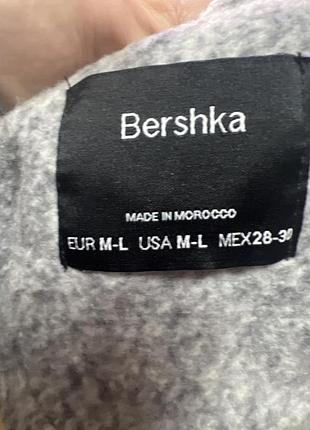 Bershka
MADE IN MOROCCO
EUR M-L USA M-L MEX28-30